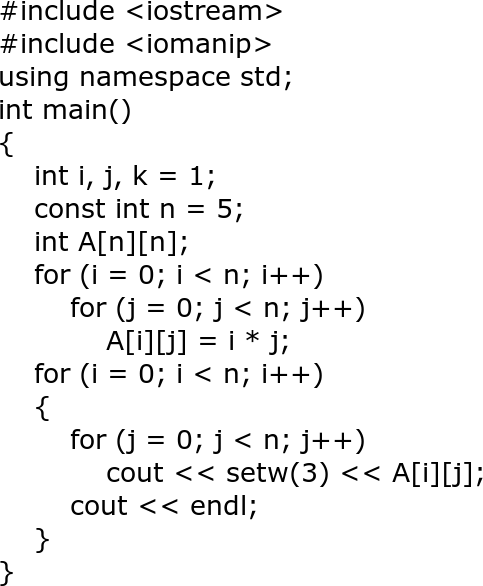 #include <iostream>
#include <iomanip>
using namespace std;
int main()
{
    int i, j, k = 1;
    const int n = 5;
    int A[n][n];
    for (i = 0; i < n; i++)
        for (j = 0; j < n; j++)
            A[i][j] = i * j;
    for (i = 0; i < n; i++)
    {
        for (j = 0; j < n; j++)
            cout << setw(3) << A[i][j];
        cout << endl;
    }
}